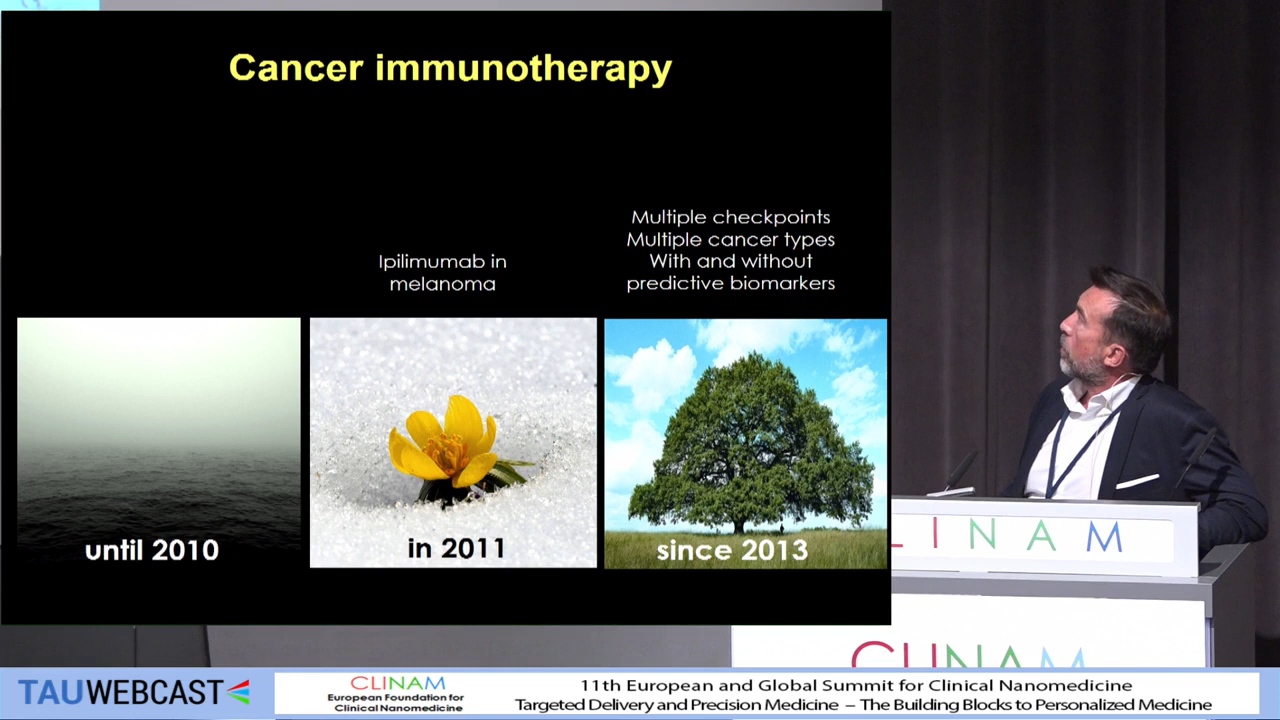 Cancer immunotherapy
Ipilimumab in
melanoma
Multiple checkpoints
Multiple cancer types
With and without
predictive biomarkers
until 2010
in 2011
since 2013
LINAM
CLINAM
TAUWEBCAST
CLINAM
European Foundation for
Clinical Nanomedicine
11th European and Global Summit for Clinical Nanomedicine
Targeted Delivery and Precision Medicine – The Building Blocks to Personalized Medicine